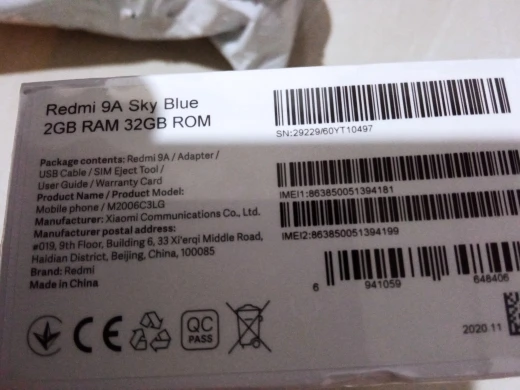 Redmi 9A Sky Blue
2GB RAM 32GB ROM
SN:29229/60YT10497
Package contents: Redmi 9A / Adapter /
USB Cable / SIM Eject Tool /
User Guide / Warranty Card
Product Name / Product Model:
Mobile phone / M2006C3LG
Manufacturer: Xiaomi Communications Co., Ltd.
Manufacturer postal address:
#019, 9th Floor, Building 6, 33 Xi'erqi Middle Road,
Haidian District, Beijing, China, 100085
Brand: Redmi
Made in China
IMEI1:863850051394181
IMEI2:863850051394199
6 941059 648406
CE
QC
PASS
2020.11